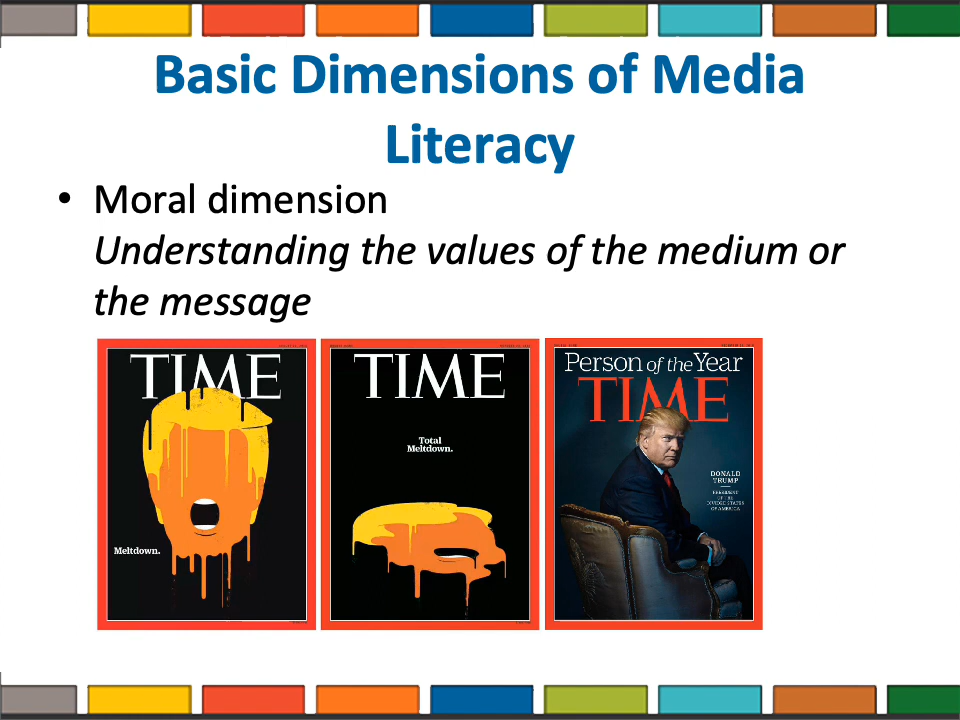 Basic Dimensions of Media
Literacy
• Moral dimension
Understanding the values of the medium or
the message
TIME
Meltdown.
TIME
Total
Meltdown.
Person of the Year
TIME
DONALD
TRUMP
PRESIDENT
OF THE
DIVIDED STATES
OF AMERICA